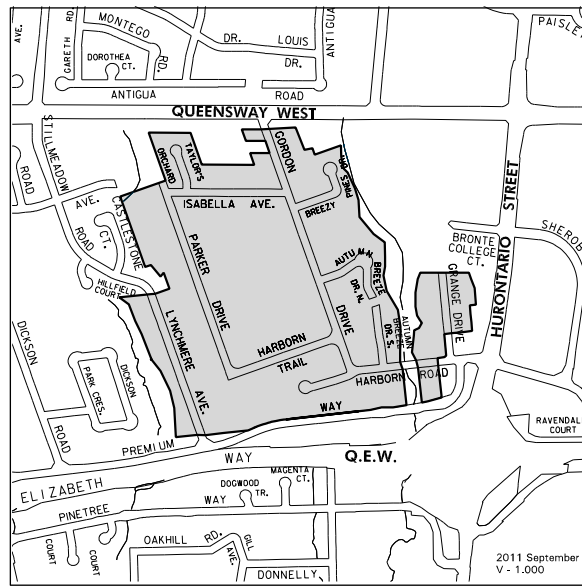 MONTEGO
RD.
GARETH RD.
AVE.
DOROTHEA
CT.
DR.
LOUIS
DR.
ANTIGUA
PAISLEY
ANTIGUA ROAD
QUEENSWAY WEST
STILLMEADOW
ROAD
ROAD
AVE.
CASTLESTONE
CT.
HILLFIELD
COURT
TAYLOR'S
ORCHARD
GORDON
DRIVE
PINES
BREEZY
ISABELLA AVE.
PARKER
DRIVE
AUTUMN
BREEZE
DR. N.
AUTUMN
BREEZE
DR. S.
HARBORN
TRAIL
HARBORN ROAD
LYNCHMERE
AVE.
GRANGE DRIVE
BRONTE
COLLEGE
CT.
HURONTARIO
STREET
DICKSON
ROAD
DICKSON
PARK CRES.
PREMIUM
WAY
WAY
Q.E.W.
RAVENDALE
COURT
ELIZABETH
PINETREE
WAY
DOGWOOD
TR.
MAGENTA
CT.
COURT
COURT
OAKHILL
RD.
AVE.
GILL
DONNELLY
2011 September
V - 1.000